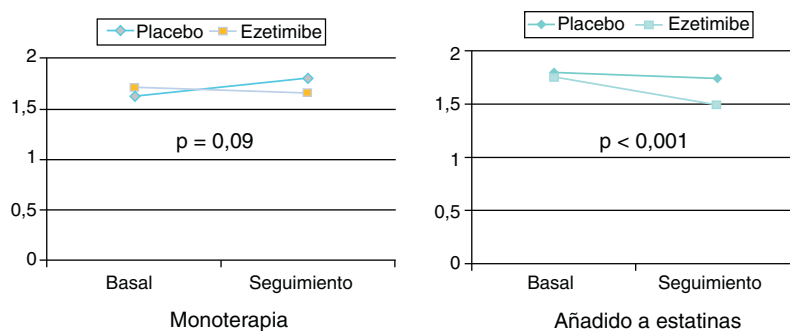 Placebo Ezetimibe
2
1,5
1
0,5
0
p = 0,09
Basal Seguimiento
Monoterapia
Placebo Ezetimibe
2
1,5
1
0,5
0
p < 0,001
Basal Seguimiento
Añadido a estatinas